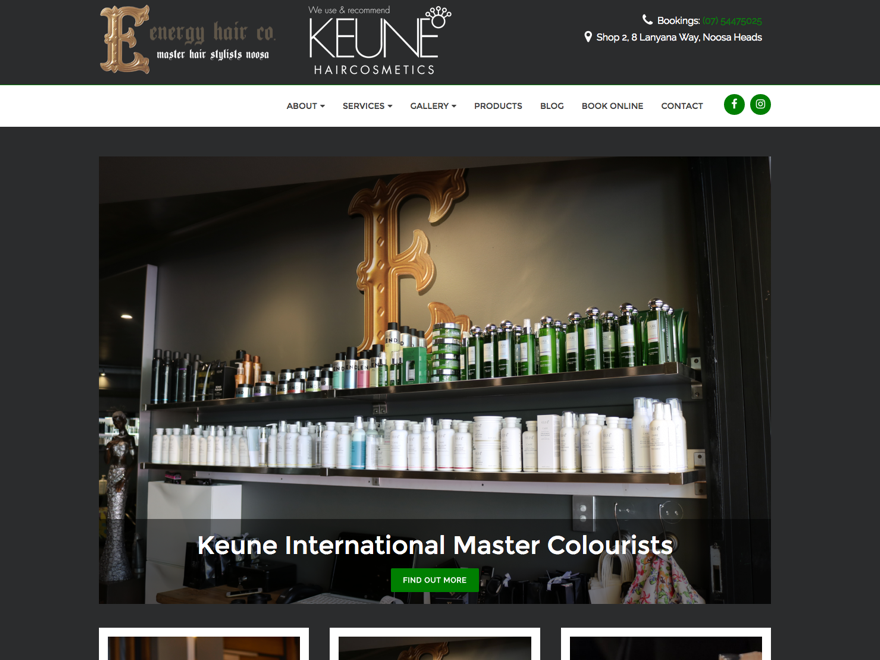 energy hair co.
master hair stylists noosa
We use & recommend
KEUNE
HAIRCOSMETICS
Bookings: (07) 54475025
Shop 2, 8 Lanyana Way, Noosa Heads
ABOUT
SERVICES
GALLERY
PRODUCTS
BLOG
BOOK ONLINE
CONTACT
E
Keune International Master Colourists
FIND OUT MORE